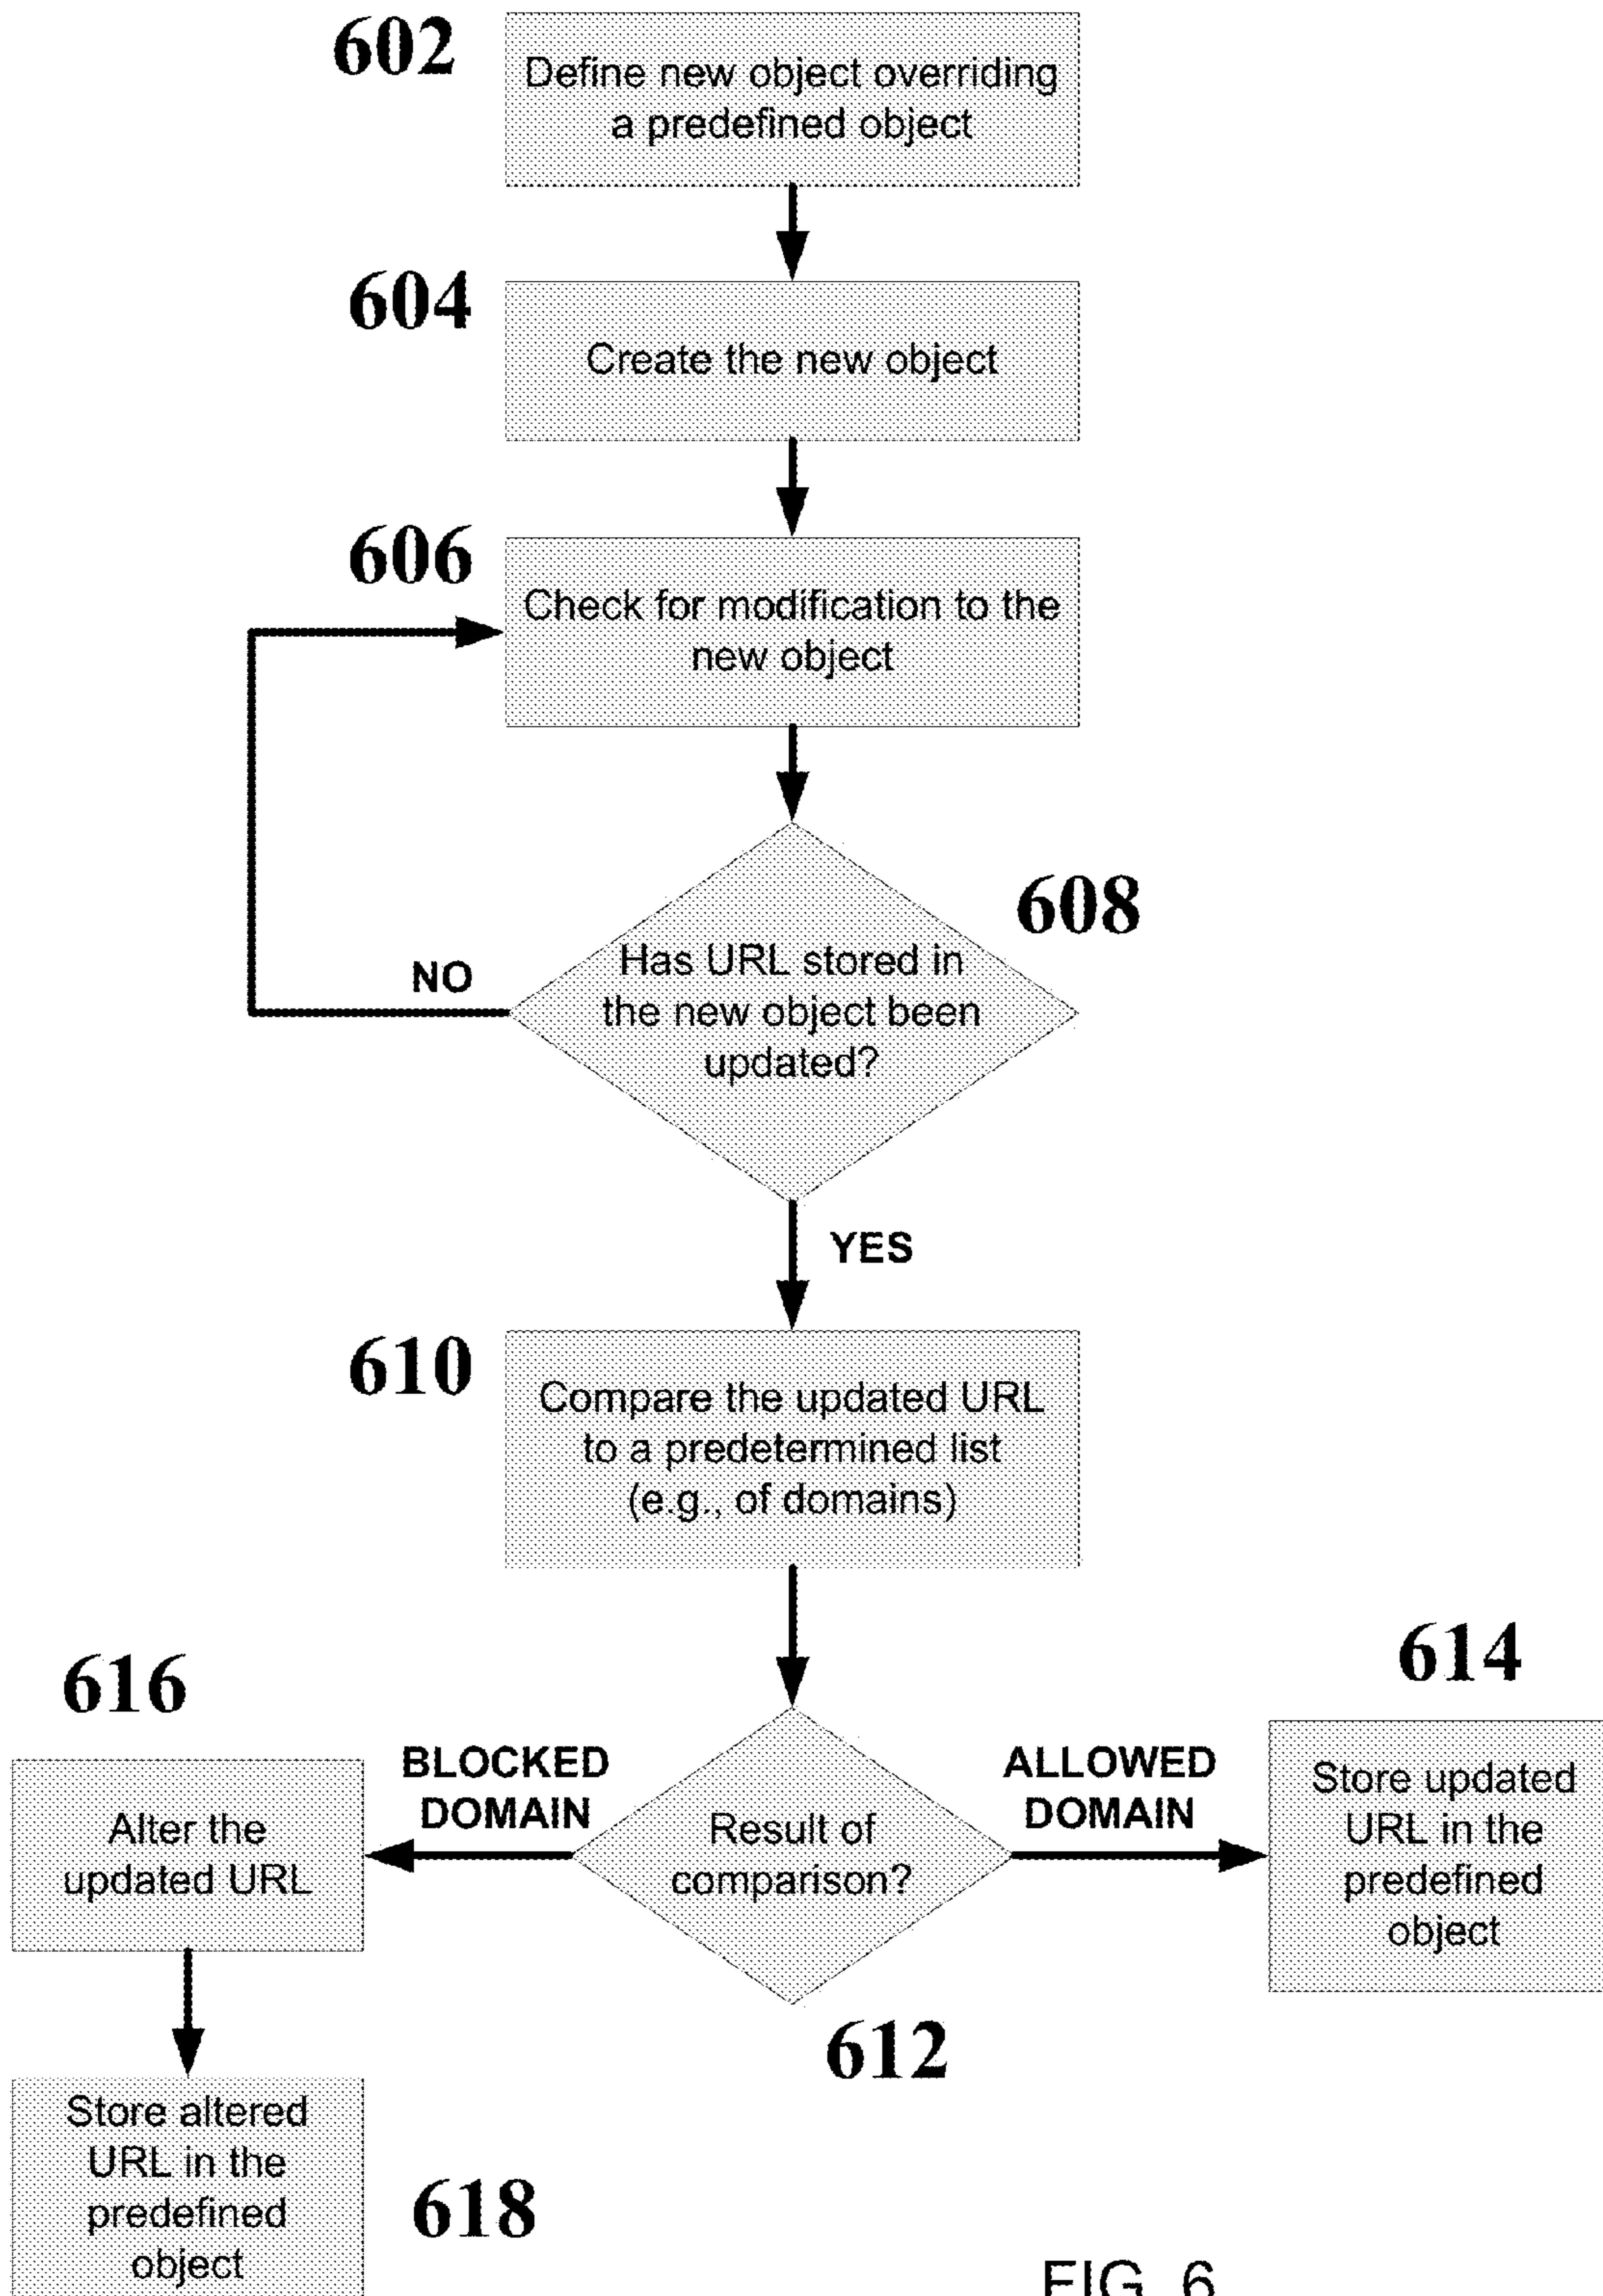 602
Define new object overriding
a predefined object
604
Create the new object
606
Check for modification to the
new object
608
Has URL stored in
the new object been
updated?
NO
YES
610
Compare the updated URL
to a predetermined list
(e.g., of domains)
616
614
BLOCKED
DOMAIN
ALLOWED
DOMAIN
Alter the
updated URL
Result of
comparison?
Store updated
URL in the
predefined
object
612
Store altered
URL in the
predefined
object
618
FIG. 6